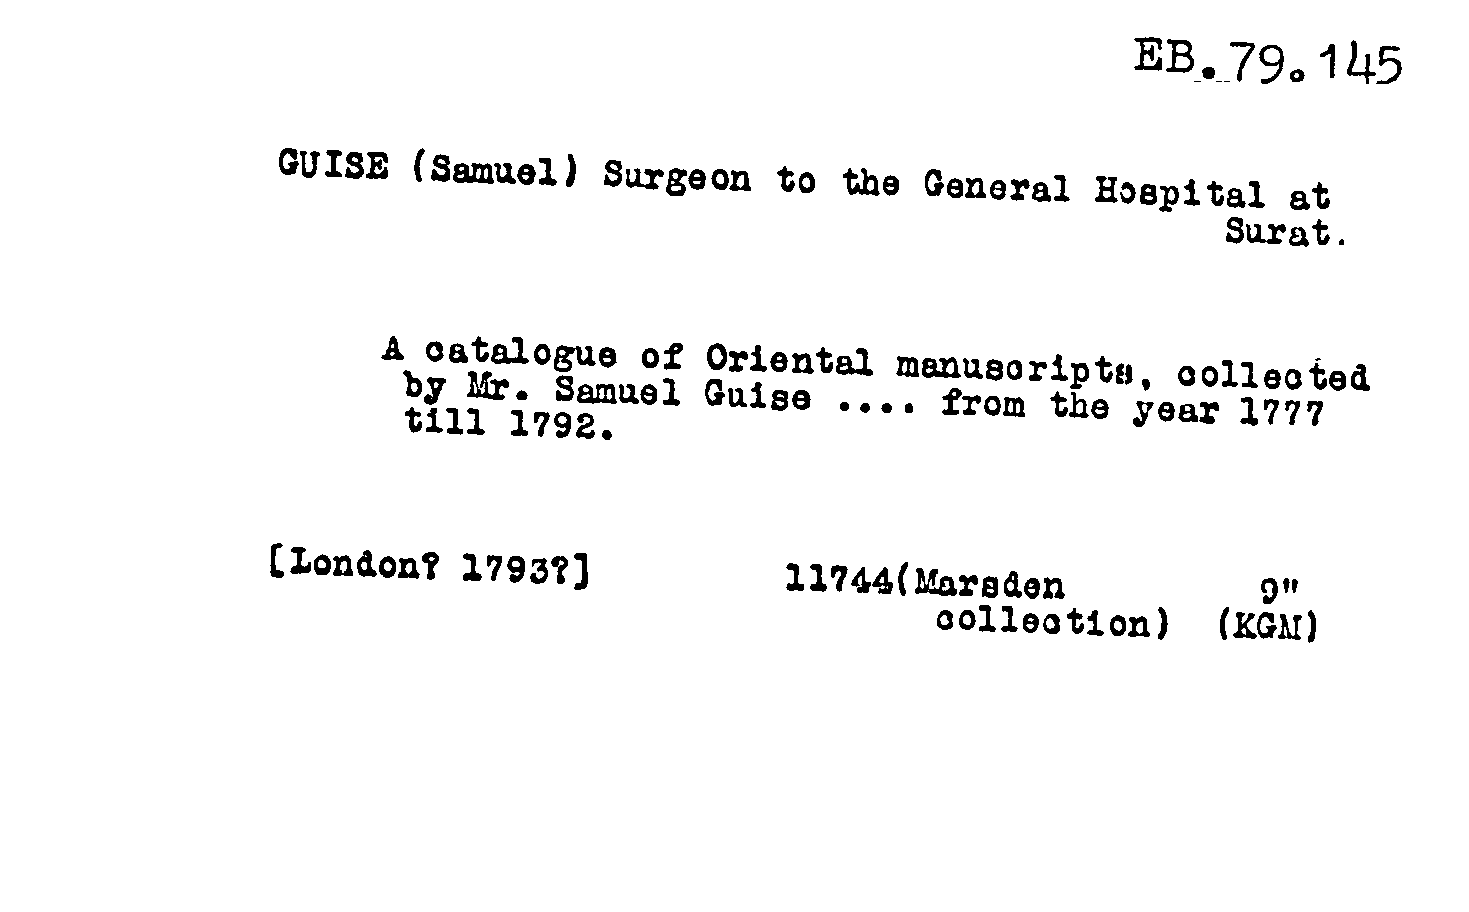 EB.79.145
GUISE (Samuel) Surgeon to the General Hospital at
Surat.
A catalogue of Oriental manuscripts, collected
by Mr. Samuel Guise .... from the year 1777
till 1792.
[London? 1793?] 11744(Marsden 9"
collection) (KGM)